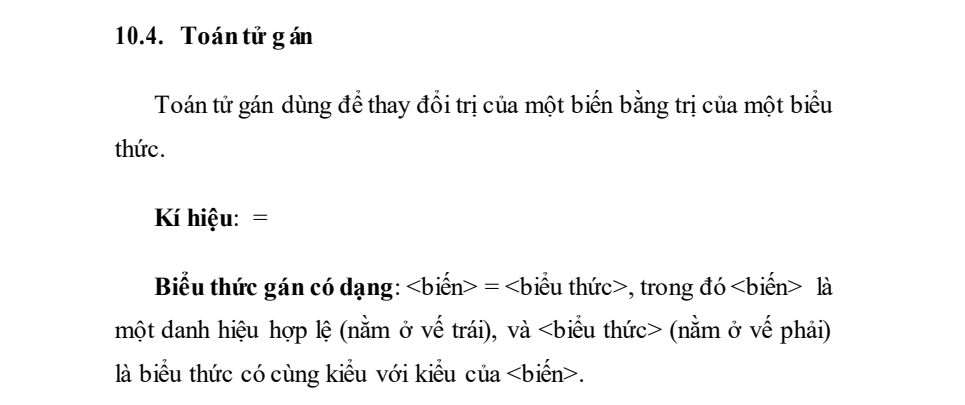 10.4. Toán tử gán
Toán tử gán dùng để thay đổi trị của một biến bằng trị của một biểu
thức.
Kí hiệu: =
Biểu thức gán có dạng: <biến> = <biểu thức>, trong đó <biến> là
một danh hiệu hợp lệ (nằm ở vế trái), và <biểu thức> (nằm ở vế phải)
là biểu thức có cùng kiểu với kiểu của <biến>.